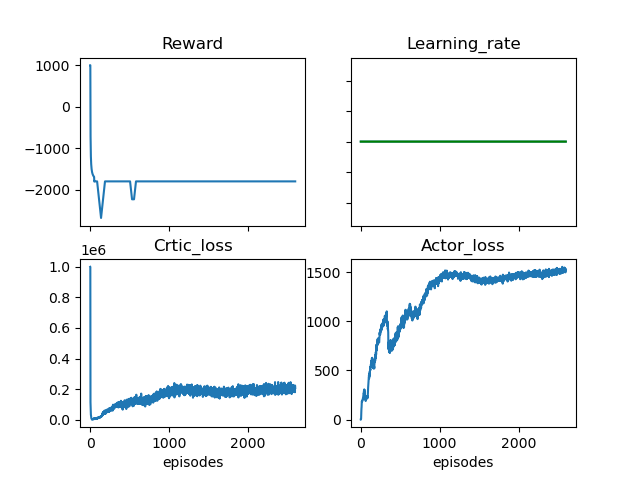 Reward
Learning_rate
1000
0
−1000
−2000
Crtic_loss
Actor_loss
1e6
1.0
0.8
0.6
0.4
0.2
0.0
1500
1000
500
0
0 1000 2000
0 1000 2000
episodes
episodes